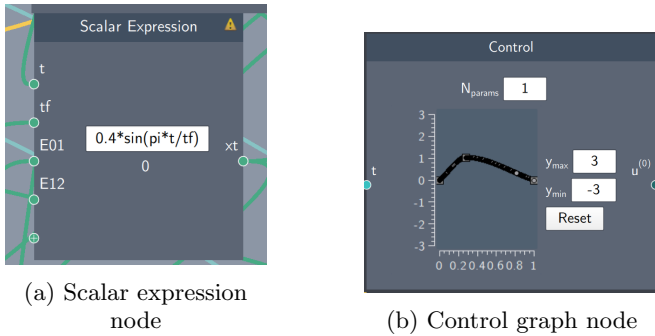 Scalar Expression
t
tf
E01
0.4*sin(pi*t/tf)
xt
0
E12
(a) Scalar expression
node
Control
N_params 1
3
2
1
0
-1
-2
-3
0 0.2 0.4 0.6 0.8 1
t
y_max 3
y_min -3
u^(0)
Reset
(b) Control graph node